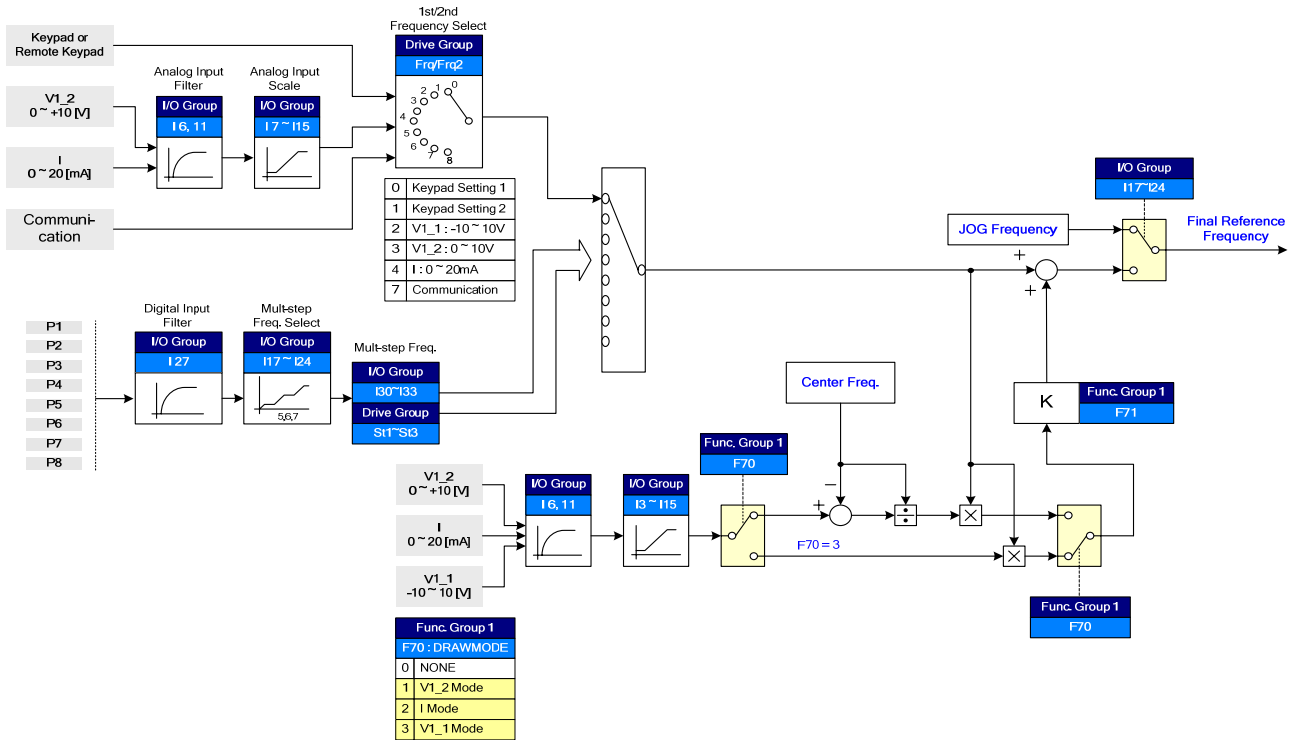 1st/2nd
Frequency Select
Keypad or
Remote Keypad
Drive Group
Frq/Frq2
Analog Input
Filter
Analog Input
Scale
V1_2
0 ~ +10 [V]
I/O Group
I 6, 11
I/O Group
I 7 ~ I15
0
1
2
3
4
5
6
7
8
I
0 ~ 20 [mA]
Communi-
cation
0 Keypad Setting 1
1 Keypad Setting 2
2 V1_1 : -10 ~ 10V
3 V1_2 : 0 ~ 10V
4 I : 0 ~ 20mA
7 Communication
I/O Group
I17~I24
JOG Frequency
Final Reference
Frequency
+
+
P1
P2
P3
P4
P5
P6
P7
P8
Digital Input
Filter
I/O Group
I 27
Mult-step
Freq. Select
I/O Group
I17 ~ I24
5,6,7
Mult-step Freq.
I/O Group
I30~I33
Drive Group
St1~St3
Center Freq.
K
Func. Group 1
F71
Func. Group 1
F70
V1_2
0 ~ +10 [V]
I
0 ~ 20 [mA]
V1_1
-10 ~ 10 [V]
I/O Group
I 6, 11
I/O Group
I3 ~ I15
−
+
÷
×
F70 = 3
×
Func. Group 1
F70
Func. Group 1
F70 : DRAWMODE
0 NONE
1 V1_2 Mode
2 I Mode
3 V1_1 Mode